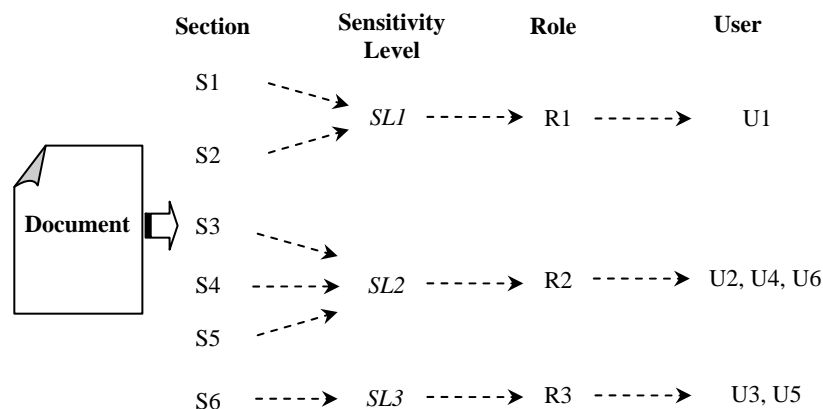 Section Sensitivity Level Role User
S1
SL1 R1 U1
S2
Document
S3
S4 SL2 R2 U2, U4, U6
S5
S6 SL3 R3 U3, U5